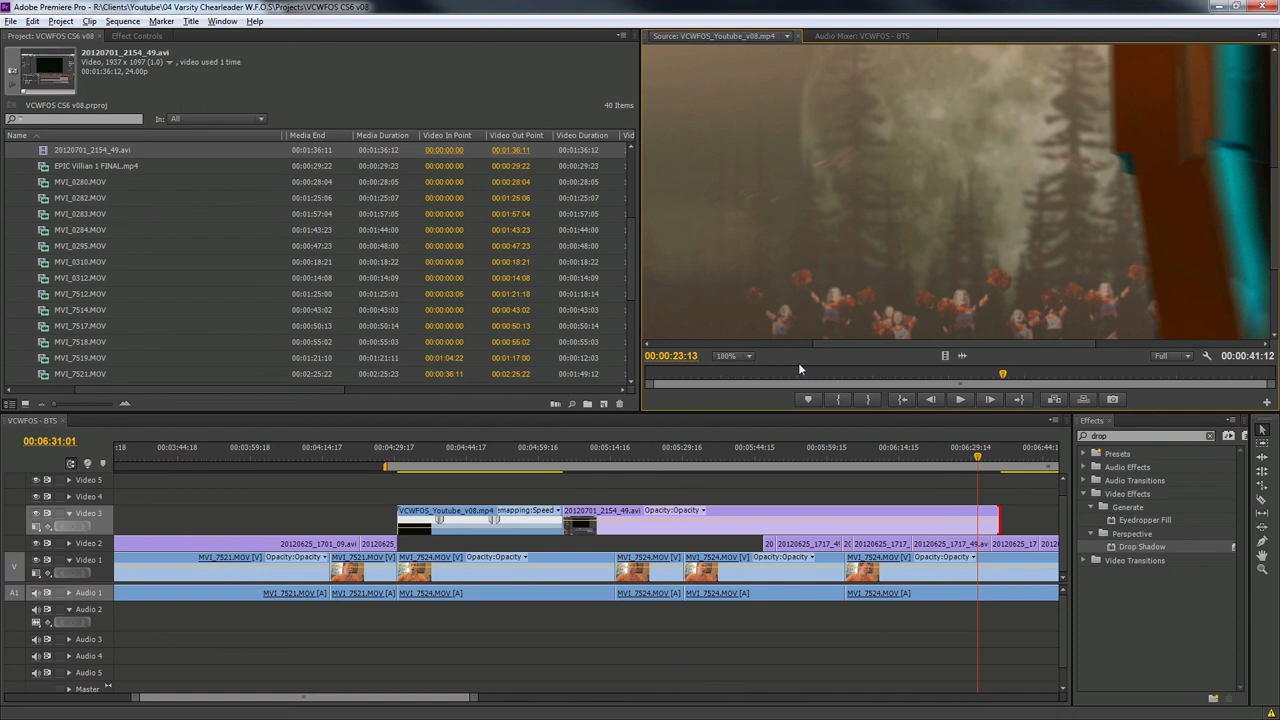 Adobe Premiere Pro - R:\Clients\Youtube\04 Varsity Chearleader W.F.O.S\Projects\VCWFOS CS6 v08
File Edit Project Clip Sequence Marker Title Window Help
Project: VCWFOS CS6 v08 Effect Controls
20120701_2154_49.avi
Video, 1937 x 1097 (1.0) , video used 1 time
00:01:36:12, 24.00p
VCWFOS CS6 v08.prproj
In: All
40 Items
Name Media End Media Duration Video In Point Video Out Point Video Duration Vid
20120701_2154_49.avi 00:01:36:11 00:01:36:12 00:00:00:00 00:01:36:11 00:01:36:12
EPIC Villian 1 FINAL.mp4 00:00:29:22 00:00:29:23 00:00:00:00 00:00:29:22 00:00:29:23
MVI_0280.MOV 00:00:28:04 00:00:28:05 00:00:00:00 00:00:28:04 00:00:28:05
MVI_0282.MOV 00:01:25:06 00:01:25:07 00:00:00:00 00:01:25:06 00:01:25:07
MVI_0283.MOV 00:01:57:04 00:01:57:05 00:00:00:00 00:01:57:04 00:01:57:05
MVI_0284.MOV 00:01:43:23 00:01:44:00 00:00:00:00 00:01:43:23 00:01:44:00
MVI_0295.MOV 00:00:47:23 00:00:48:00 00:00:00:00 00:00:47:23 00:00:48:00
MVI_0310.MOV 00:00:18:21 00:00:18:22 00:00:00:00 00:00:18:21 00:00:18:22
MVI_0312.MOV 00:00:14:08 00:00:14:09 00:00:00:00 00:00:14:08 00:00:14:09
MVI_7512.MOV 00:01:25:00 00:01:25:01 00:00:03:05 00:01:21:18 00:01:18:14
MVI_7514.MOV 00:00:43:02 00:00:43:03 00:00:00:00 00:00:43:02 00:00:43:03
MVI_7517.MOV 00:00:50:13 00:00:50:14 00:00:00:00 00:00:50:13 00:00:50:14
MVI_7518.MOV 00:00:55:02 00:00:55:03 00:00:00:00 00:00:55:02 00:00:55:03
MVI_7519.MOV 00:01:21:10 00:01:21:11 00:01:04:22 00:01:17:00 00:00:12:03
MVI_7521.MOV 00:02:25:22 00:02:25:23 00:00:36:11 00:02:25:22 00:01:49:12
Source: VCWFOS_Youtube_v08.mp4 Audio Mixer: VCWFOS - BTS
00:00:23:13 100% Full 00:00:41:12
VCWFOS - BTS
00:06:31:01
:18 00:03:44:18 00:03:59:18 00:04:14:17 00:04:29:17 00:04:44:17 00:04:59:16 00:05:14:16 00:05:29:16 00:05:44:15 00:05:59:15 00:06:14:15 00:06:29:14 00:06:44:1
Video 5
Video 4
Video 3 VCWFOS_Youtube_v08.mp4 emapping:Speed 20120701_2154_49.avi Opacity:Opacity
Video 2 20120625_1701_09.avi 20120625 20 20120625_1717_49 2( 20120625_1717_ 20120625_1717_49.avi 20120625_17 2012
V Video 1 MVI_7521.MOV [V] Opacity:Opacity MVI_7521.MOV [V] MVI_7524.MOV [V] Opacity:Opacity MVI_7524.MOV [V] MVI_7524.MOV [V] Opacity:Opacity MVI_7524.MOV [V] Opacity:Opacity
A1 Audio 1 MVI_7521.MOV [A] MVI_7521.MOV [A] MVI_7524.MOV [A] MVI_7524.MOV [A] MVI_7524.MOV [A] MVI_7524.MOV [A]
Audio 2
Audio 3
Audio 4
Audio 5
Master
Effects
drop
Presets
Audio Effects
Audio Transitions
Video Effects
Generate
Eyedropper Fill
Perspective
Drop Shadow
Video Transitions